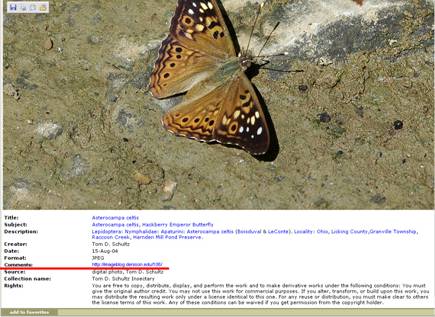 Title: Asterocampa celtis
Subject: Asterocampa celtis, Hackberry Emperor Butterfly
Description: Lepidoptera: Nymphalidae: Apaturini: Asterocampa celtis (Boisduval & LeConte). Locality: Ohio, Licking County,Granville Township,
Raccoon Creek, Harnden Mill Pond Preserve.
Creator: Tom D. Schultz
Date: 15-Aug-04
Format: JPEG
Comments: http://imageblog.denison.edu/f/35/
Source: digital photo, Tom D. Schultz
Collection name: Tom D. Schultz Insectary
Rights: You are free to copy, distribute, display, and perform the work and to make derivative works under the following conditions: You must
give the original author credit. You may not use this work for commercial purposes. If you alter, transform, or build upon this work, you
may distribute the resulting work only under a license identical to this one. For any reuse or distribution, you must make clear to others
the license terms of this work. Any of these conditions can be waived if you get permission from the copyright holder.
add to favorites